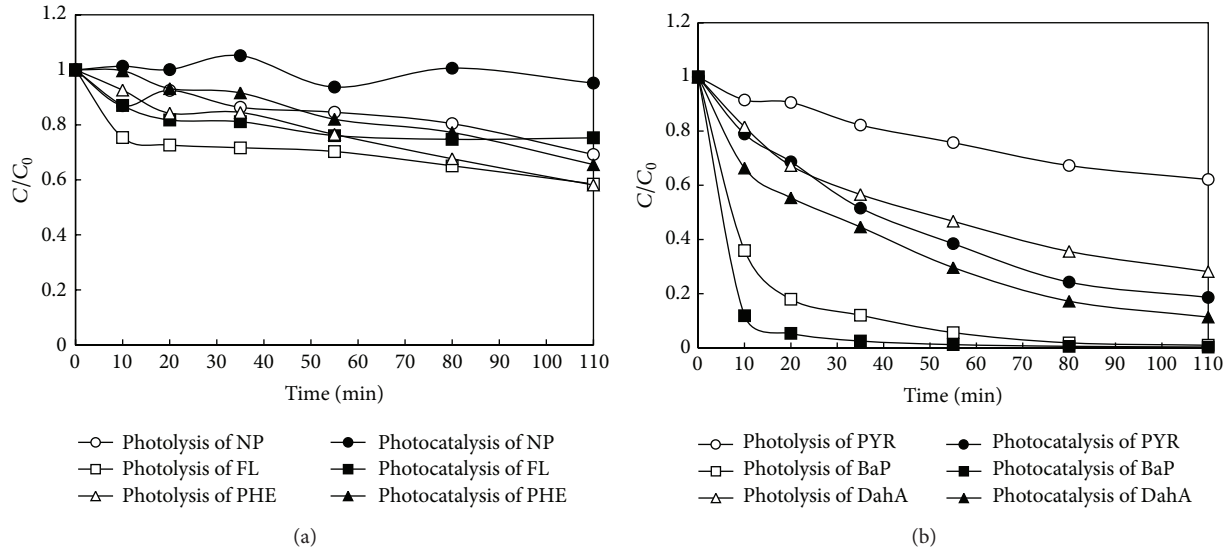 1.2
1
0.8
0.6
0.4
0.2
0
C/C0
0 10 20 30 40 50 60 70 80 90 100 110
Time (min)
Photolysis of NP
Photolysis of FL
Photolysis of PHE
Photocatalysis of NP
Photocatalysis of FL
Photocatalysis of PHE
(a)
1.2
1
0.8
0.6
0.4
0.2
0
C/C0
0 10 20 30 40 50 60 70 80 90 100 110
Time (min)
Photolysis of PYR
Photolysis of BaP
Photolysis of DahA
Photocatalysis of PYR
Photocatalysis of BaP
Photocatalysis of DahA
(b)